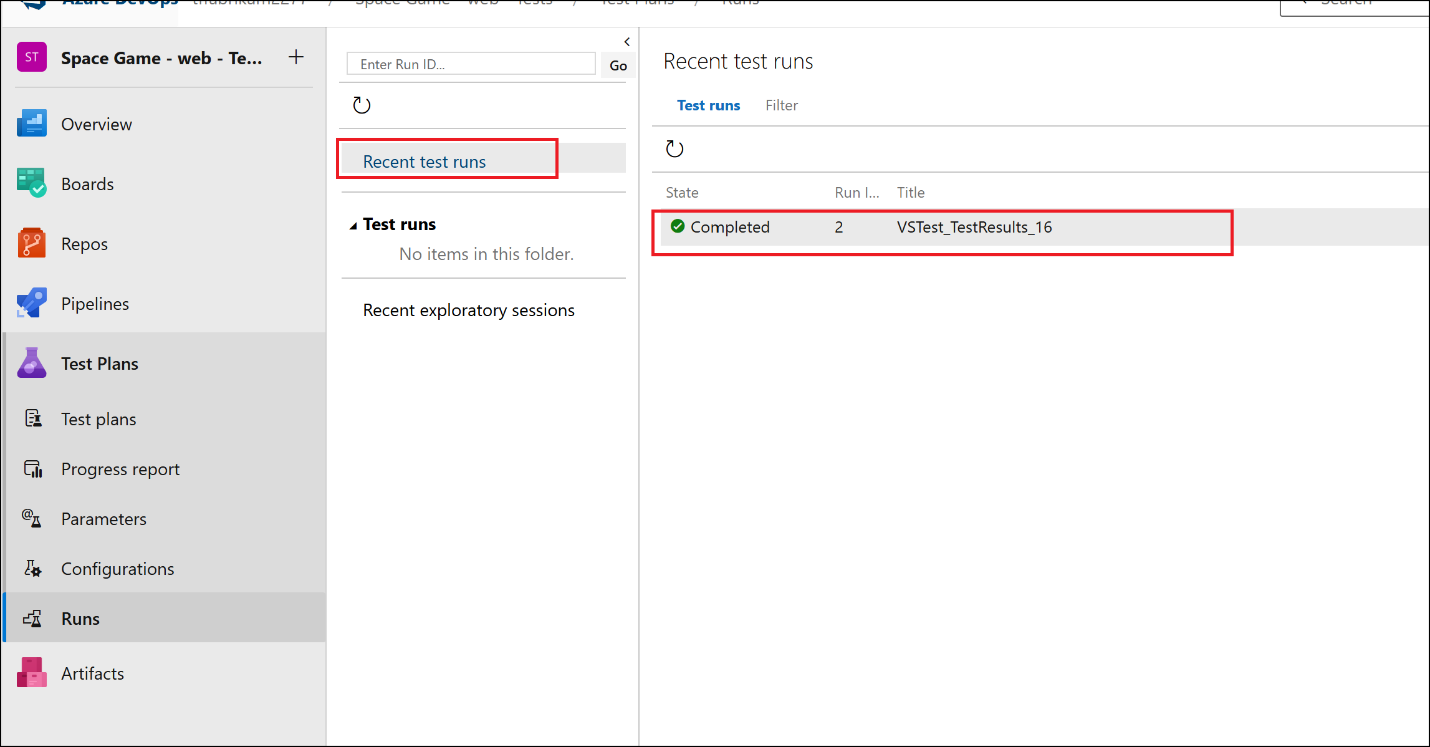 Azure DevOps / Space Game - web - Tests / Test Plans / Runs
Search
ST
Space Game - web - Te...
Overview
Boards
Repos
Pipelines
Test Plans
Test plans
Progress report
Parameters
Configurations
Runs
Artifacts
Enter Run ID...
Go
Recent test runs
Test runs
No items in this folder.
Recent exploratory sessions
Recent test runs
Test runs Filter
State Run I... Title
Completed 2 VSTest_TestResults_16